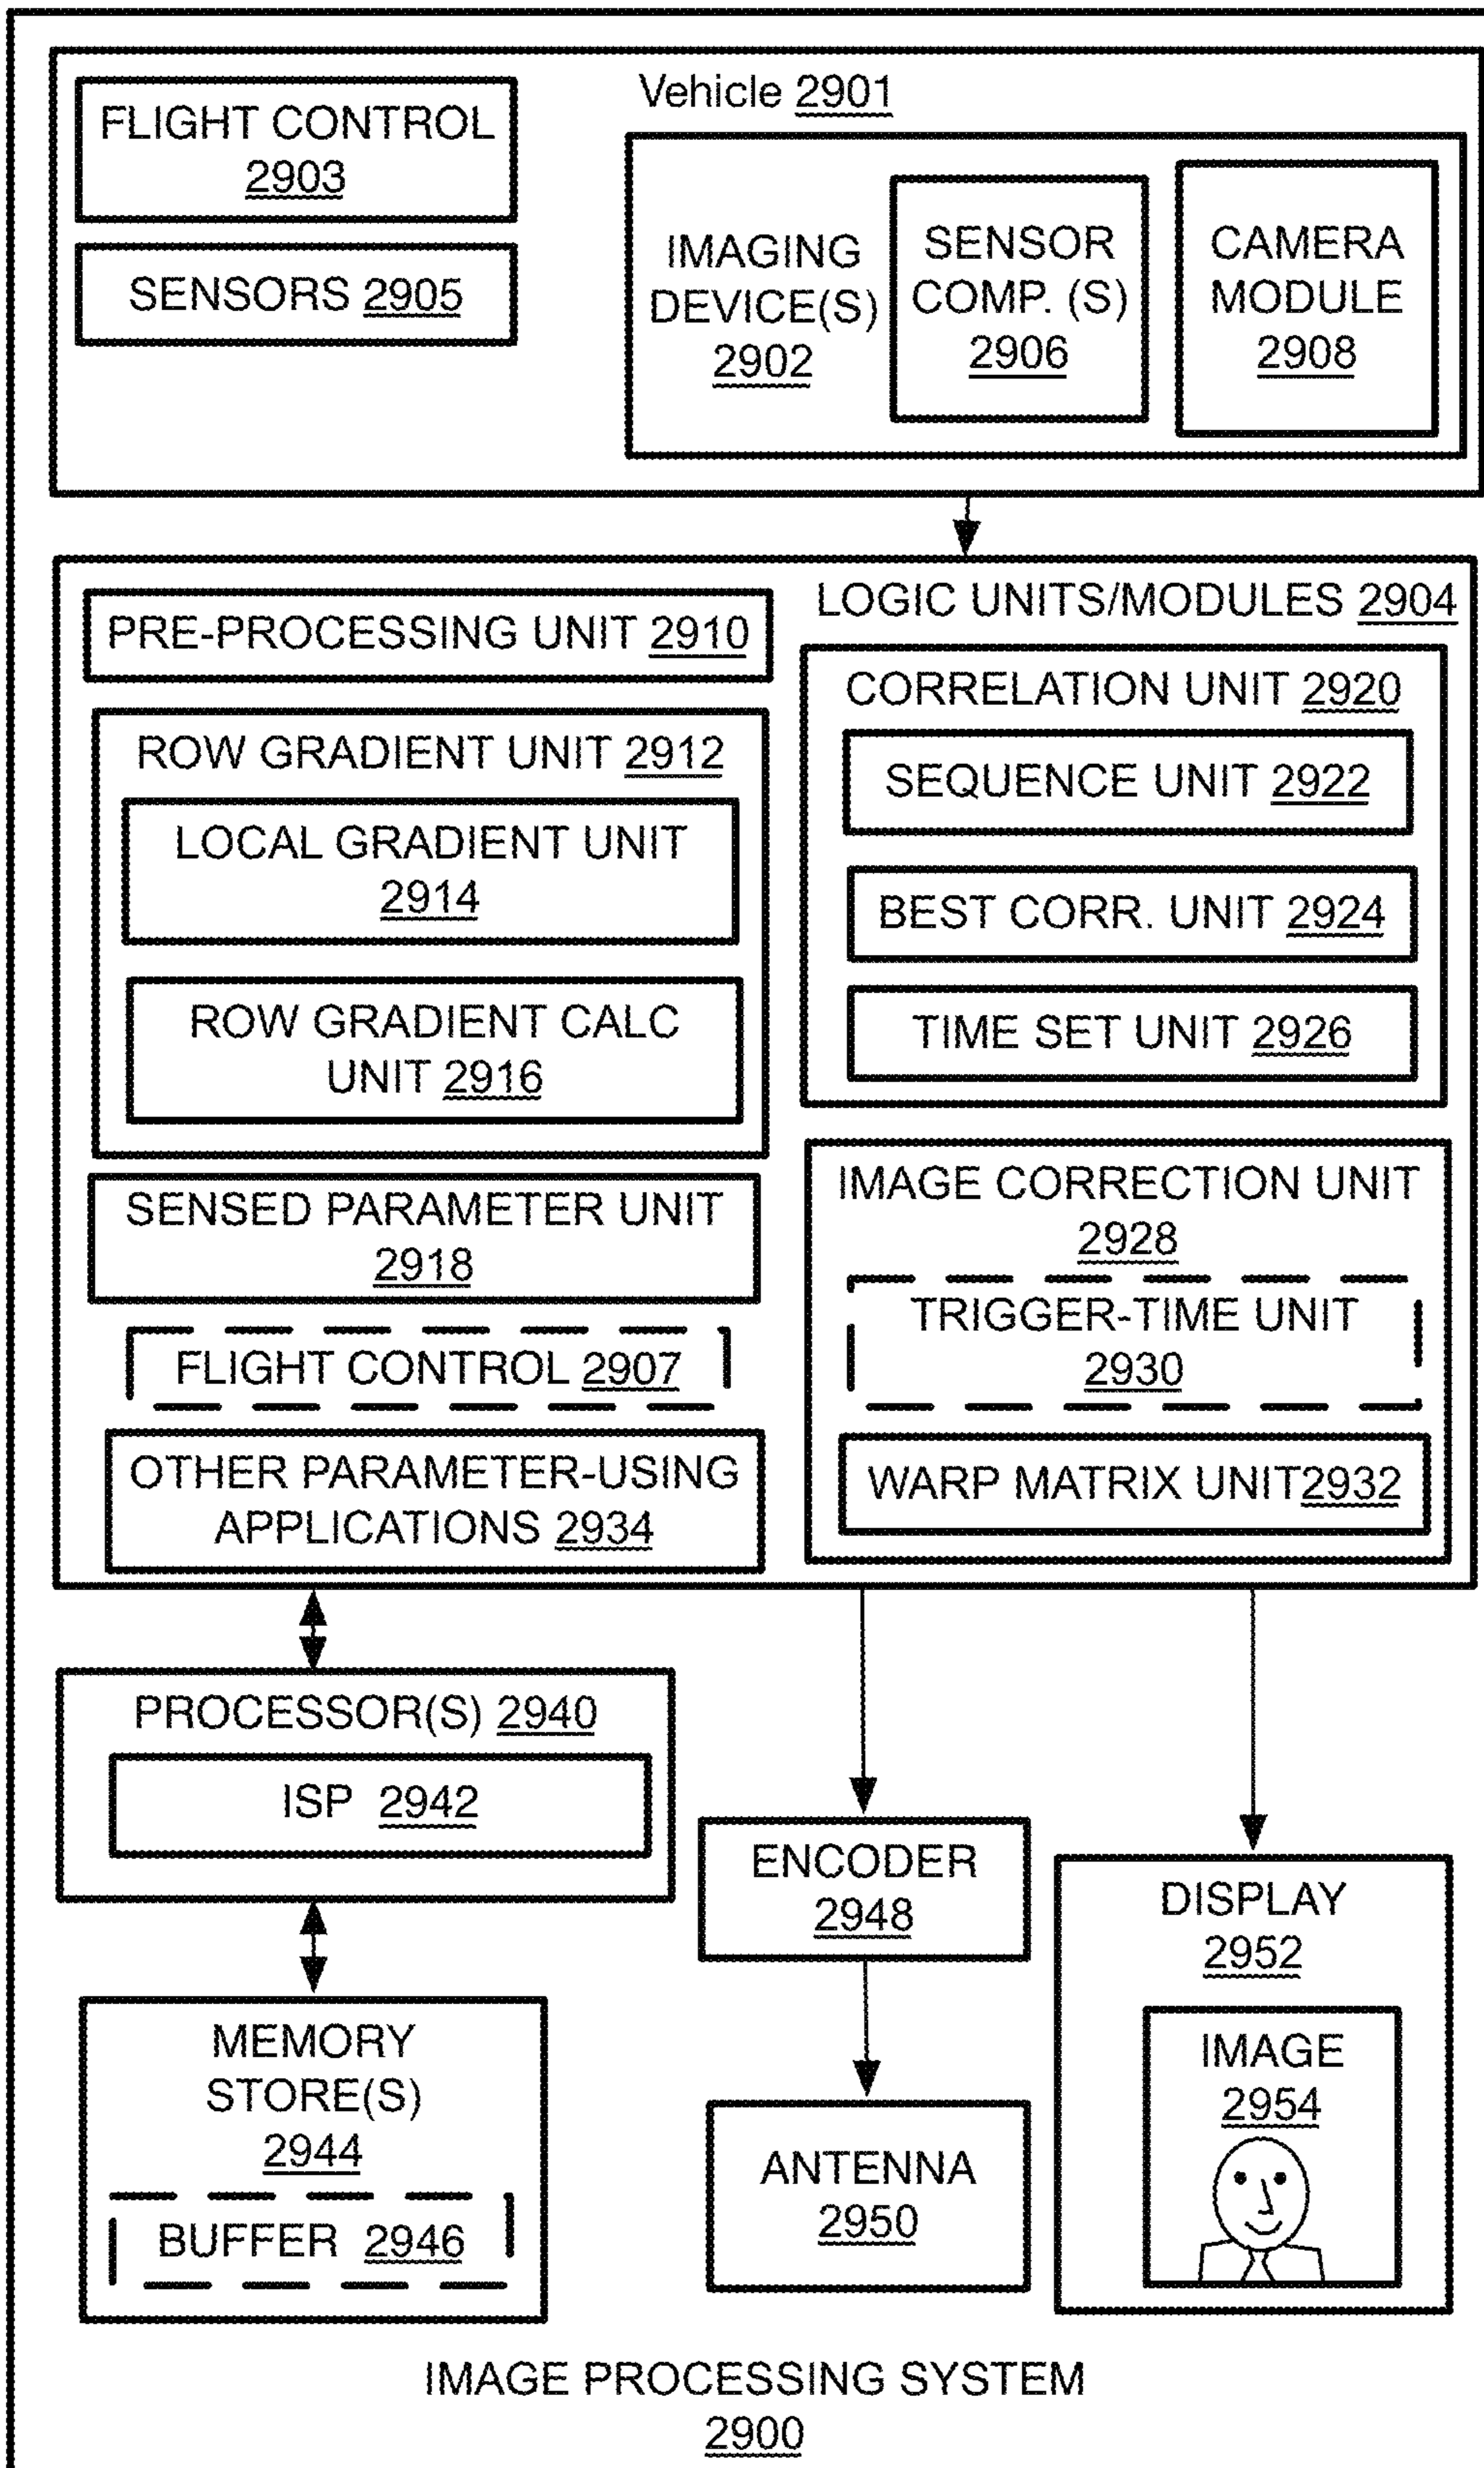 Vehicle 2901
FLIGHT CONTROL
2903
SENSORS 2905
IMAGING
DEVICE(S)
2902
SENSOR
COMP. (S)
2906
CAMERA
MODULE
2908
LOGIC UNITS/MODULES 2904
PRE-PROCESSING UNIT 2910
ROW GRADIENT UNIT 2912
LOCAL GRADIENT UNIT
2914
ROW GRADIENT CALC
UNIT 2916
SENSED PARAMETER UNIT
2918
FLIGHT CONTROL 2907
OTHER PARAMETER-USING
APPLICATIONS 2934
CORRELATION UNIT 2920
SEQUENCE UNIT 2922
BEST CORR. UNIT 2924
TIME SET UNIT 2926
IMAGE CORRECTION UNIT
2928
TRIGGER-TIME UNIT
2930
WARP MATRIX UNIT2932
PROCESSOR(S) 2940
ISP 2942
MEMORY
STORE(S)
2944
BUFFER 2946
ENCODER
2948
ANTENNA
2950
DISPLAY
2952
IMAGE
2954
IMAGE PROCESSING SYSTEM
2900